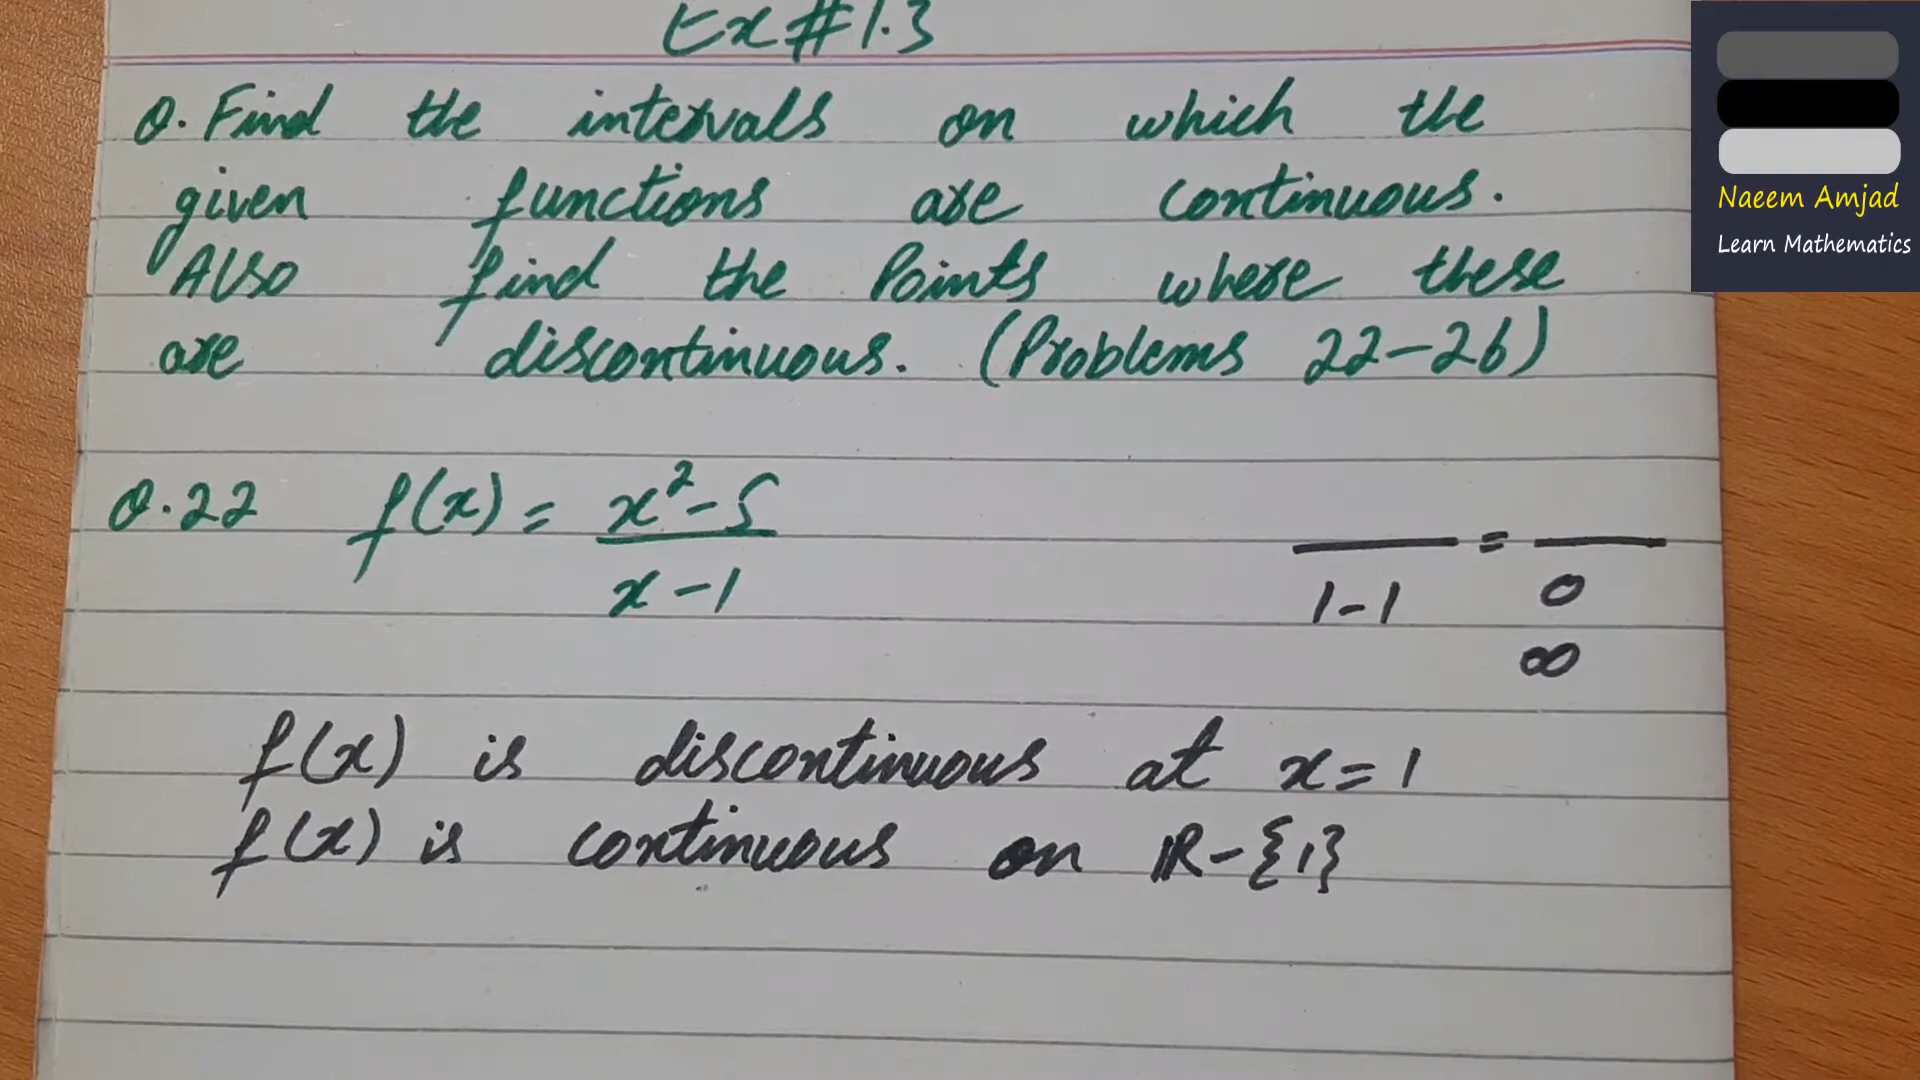 Ex#1.3
Q. Find the intervals on which the
given functions are continuous.
Also find the Points where these
are discontinuous. (Problems 22-26)
Q.22 f(x) = x²-5
x-1
=
1-1 0
∞
f(x) is discontinuous at x=1
f(x) is continuous on ℝ-{1}
Naeem Amjad
Learn Mathematics